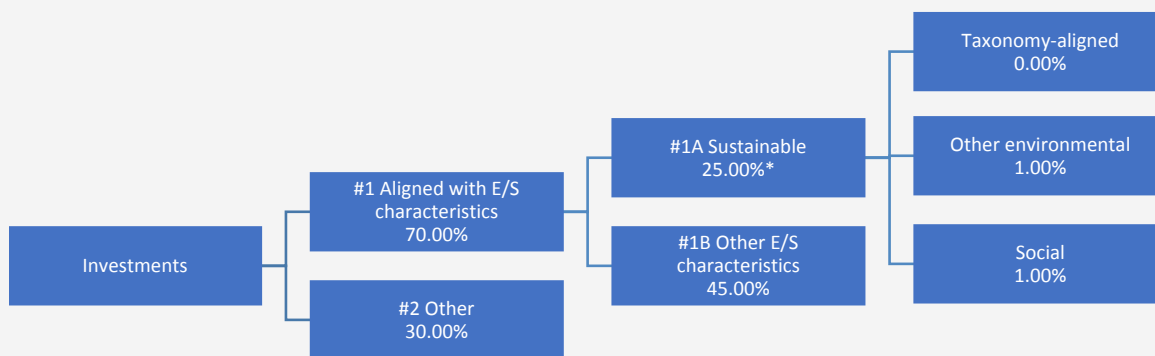 Investments
#1 Aligned with E/S
characteristics
70.00%
#2 Other
30.00%
#1A Sustainable
25.00%*
#1B Other E/S
characteristics
45.00%
Taxonomy-aligned
0.00%
Other environmental
1.00%
Social
1.00%